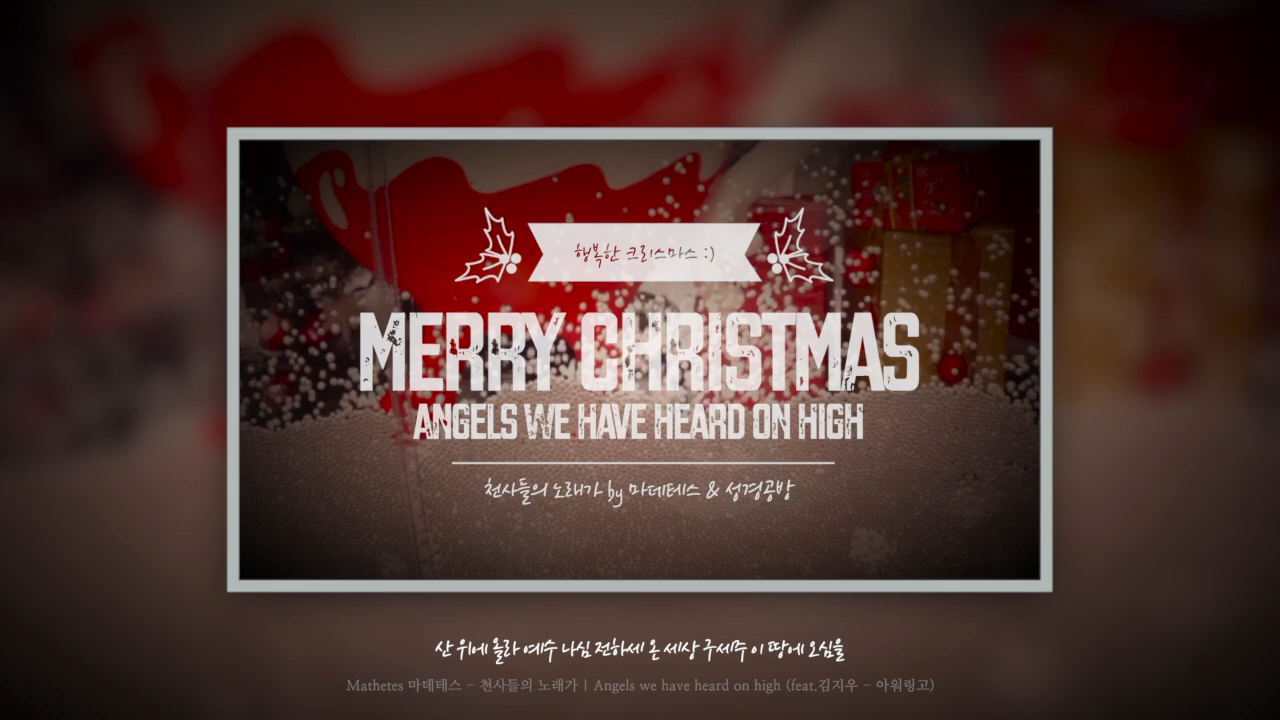 행복한 크리스마스 :)
MERRY CHRISTMAS
ANGELS WE HAVE HEARD ON HIGH
천사들의 노래가 by 마데테스 & 성경공방
산 위에 올라 예수 나심 전하세 온 세상 구세주 이 땅에 오심을
Mathetes 마데테스 - 천사들의 노래가 | Angels we have heard on high (feat.김지우 - 아워링고)